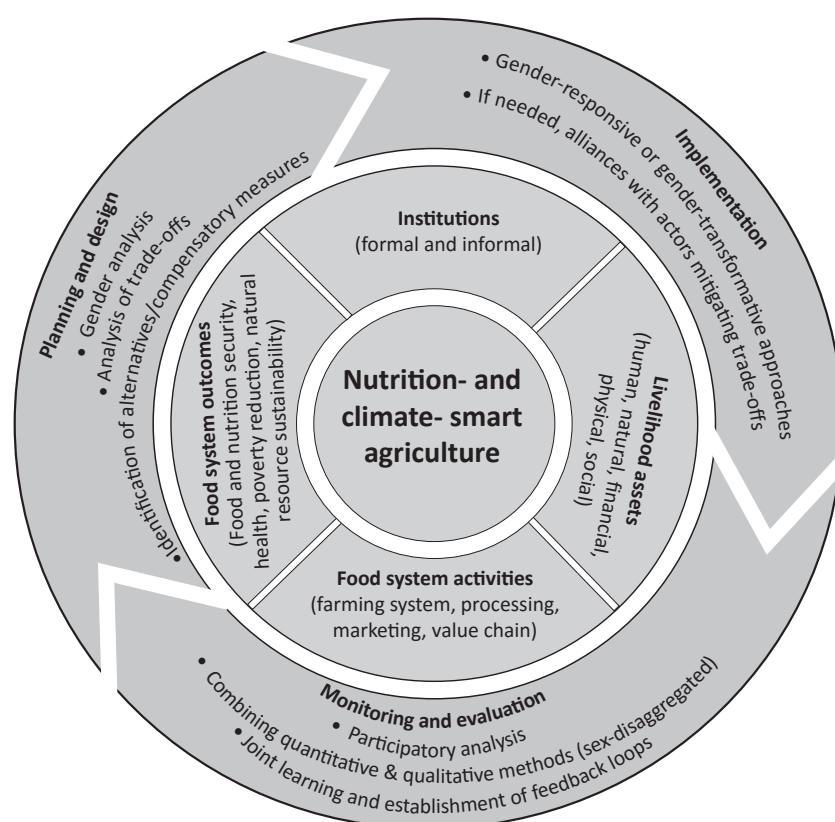 Planning and design
• Gender analysis
• Analysis of trade-offs
•Identification of alternatives/compensatory measures
Implementation
• Gender-responsive or gender-transformative approaches
• If needed, alliances with actors mitigating trade-offs
Institutions
(formal and informal)
Food system outcomes
(Food and nutrition security,
health, poverty reduction, natural
resource sustainability)
Nutrition- and
climate- smart
agriculture
Livelihood assets
(human, natural, financial,
physical, social)
Food system activities
(farming system, processing,
marketing, value chain)
Monitoring and evaluation
• Participatory analysis
• Combining quantitative & qualitative methods (sex-disaggregated)
• Joint learning and establishment of feedback loops